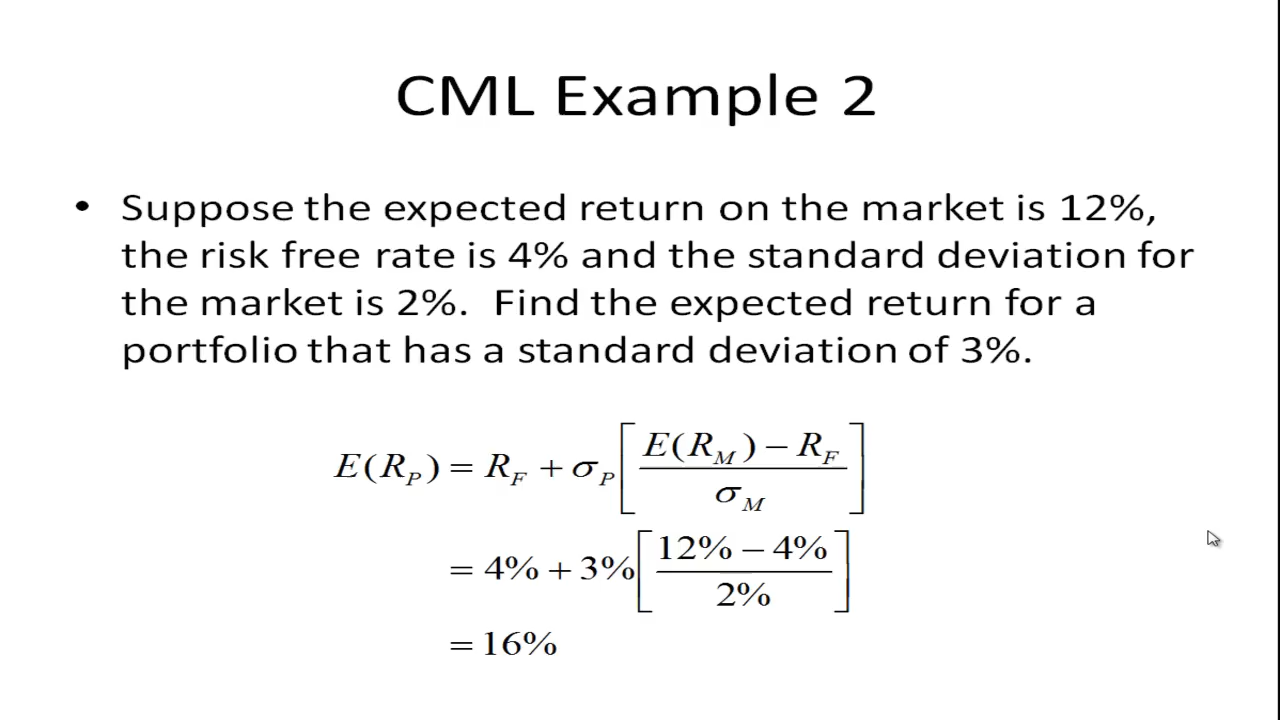 CML Example 2
• Suppose the expected return on the market is 12%,
the risk free rate is 4% and the standard deviation for
the market is 2%.  Find the expected return for a
portfolio that has a standard deviation of 3%.
E(R_P) = R_F + σ_P [ (E(R_M) − R_F) / σ_M ]
= 4% + 3% [ (12% − 4%) / 2% ]
= 16%